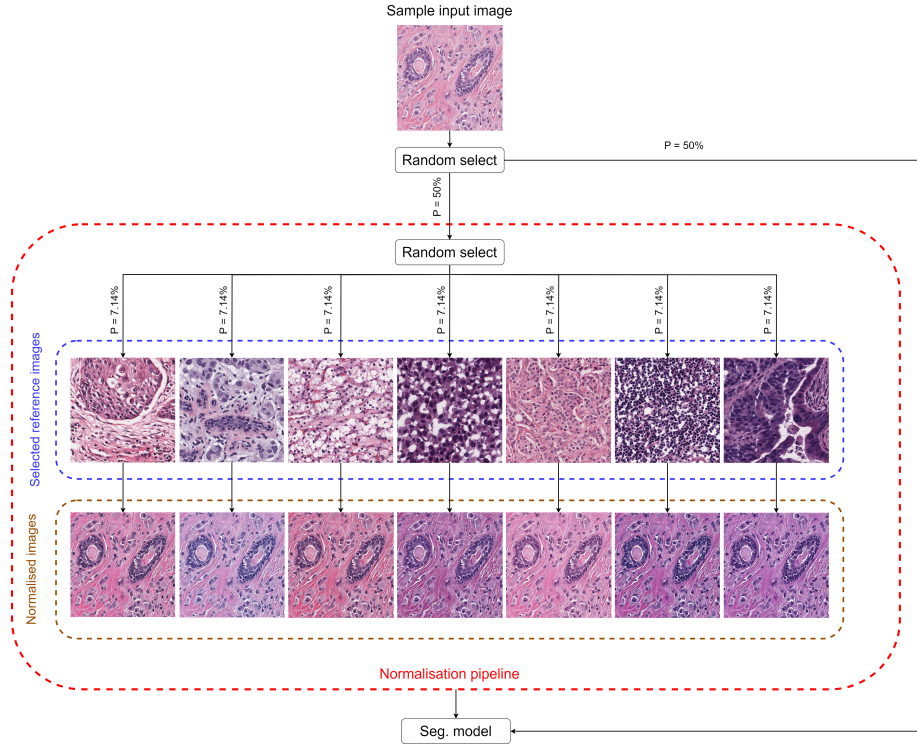 Sample input image
Random select
P = 50%
P = 50%
Random select
P = 7.14%
P = 7.14%
P = 7.14%
P = 7.14%
P = 7.14%
P = 7.14%
P = 7.14%
Selected reference images
Normalised images
Normalisation pipeline
Seg. model